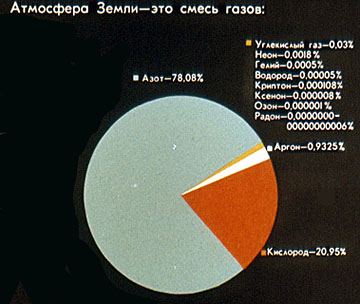 Атмосфера Земли—это смесь газов:
Углекислый газ—0,03%
Неон—0,0018 %
Гелий—0,0005%
Водород—0,00005%
Криптон—0,000108%
Ксенон—0,000008%
Озон—0,000001%
Радон—0,0000000-
00000000006%
Азот—78,08%
Аргон—0,9325%
Кислород—20,95%